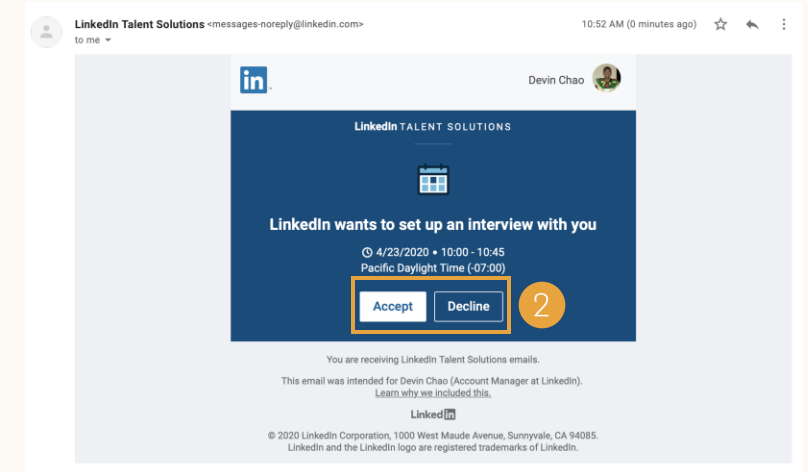 LinkedIn Talent Solutions <messages-noreply@linkedin.com>
10:52 AM (0 minutes ago)
to me
in
Devin Chao
LinkedIn TALENT SOLUTIONS
LinkedIn wants to set up an interview with you
4/23/2020 • 10:00 - 10:45
Pacific Daylight Time (-07:00)
Accept
Decline
2
You are receiving LinkedIn Talent Solutions emails.
This email was intended for Devin Chao (Account Manager at LinkedIn).
Learn why we included this.
Linked in
© 2020 LinkedIn Corporation, 1000 West Maude Avenue, Sunnyvale, CA 94085.
LinkedIn and the LinkedIn logo are registered trademarks of LinkedIn.